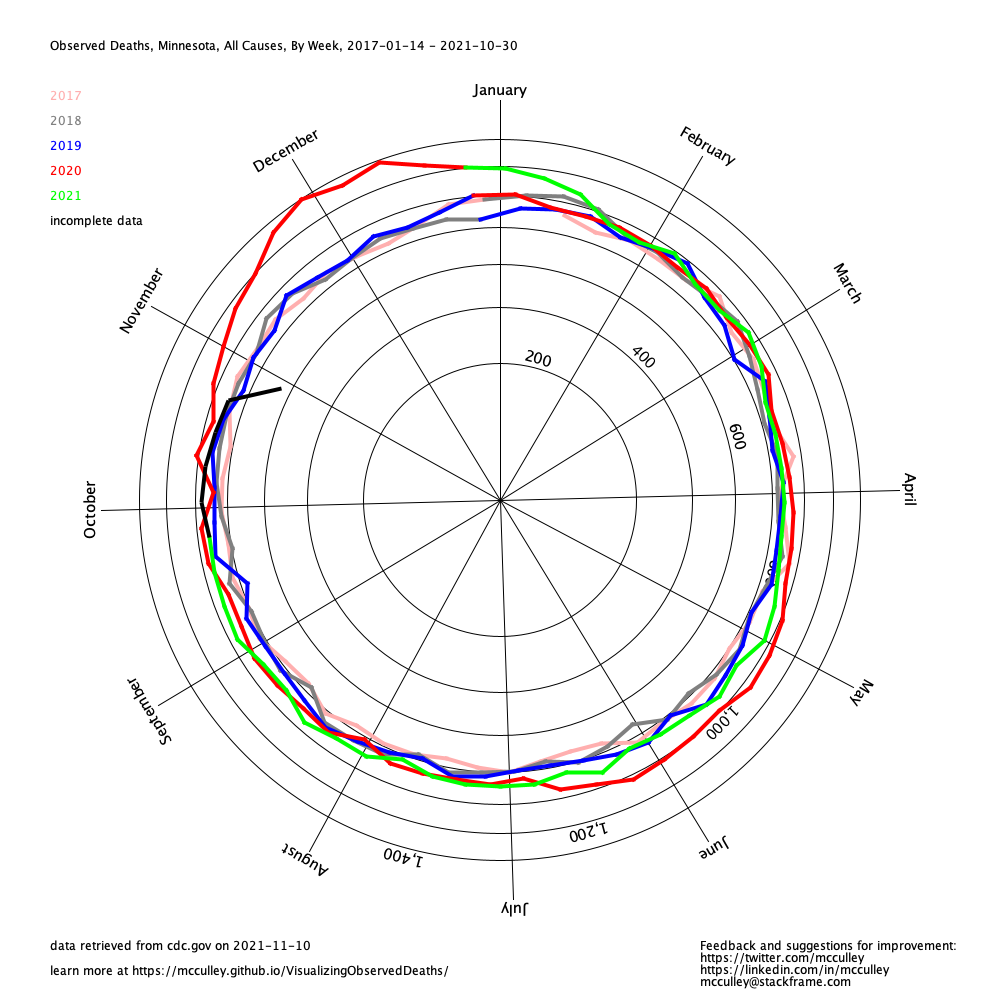 Observed Deaths, Minnesota, All Causes, By Week, 2017-01-14 - 2021-10-30
January
2017
2018
2019
2020
2021
incomplete data
December
February
November
March
200
400
600
October
April
September
May
1,000
1,200
1,400
August
June
July
data retrieved from cdc.gov on 2021-11-10
learn more at https://mcculley.github.io/VisualizingObservedDeaths/
Feedback and suggestions for improvement:
https://twitter.com/mcculley
https://linkedin.com/in/mcculley
mcculley@stackframe.com